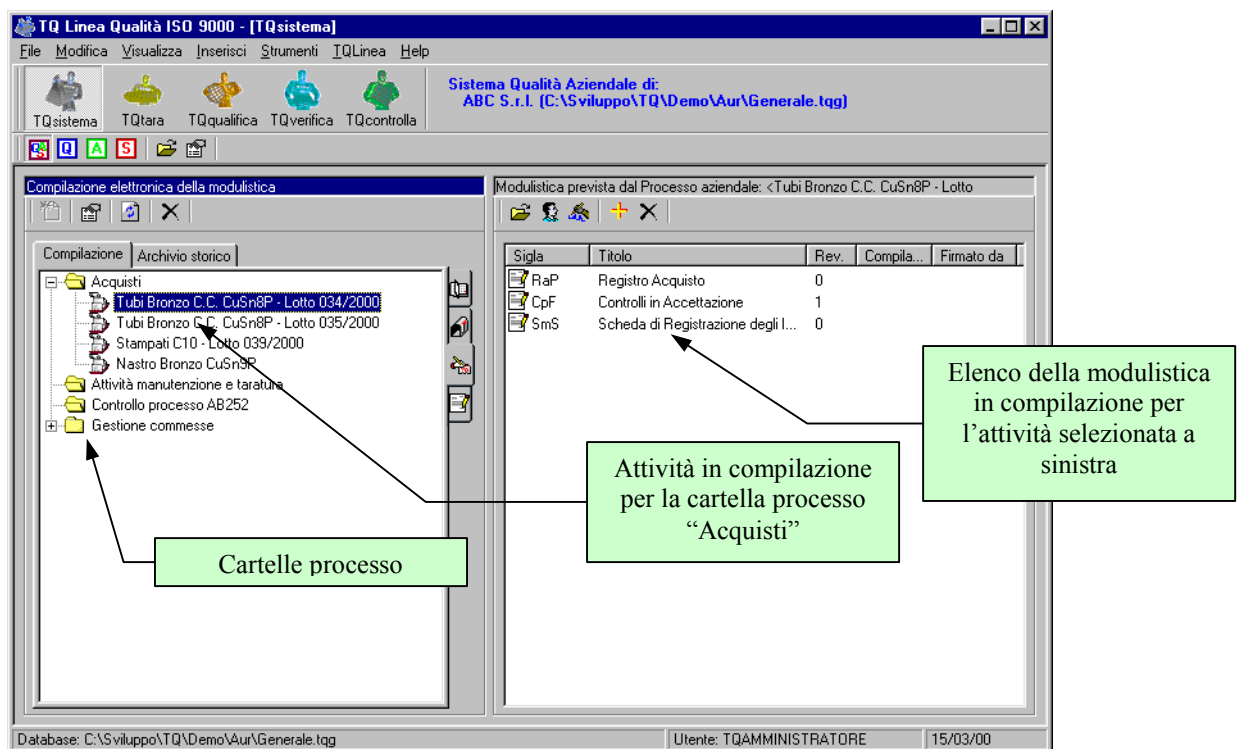 TQ Linea Qualità ISO 9000 - [TQsistema]
File Modifica Visualizza Inserisci Strumenti TQLinea Help
TQsistema TQtara TQqualifica TQverifica TQcontrolla
Sistema Qualità Aziendale di:
ABC S.r.l. (C:\Sviluppo\TQ\Demo\Aur\Generale.tqg)
Q A S
Compilazione elettronica della modulistica
Compilazione Archivio storico
Acquisti
Tubi Bronzo C.C. CuSn8P - Lotto 034/2000
Tubi Bronzo C.C. CuSn8P - Lotto 035/2000
Stampati C10 - Lotto 039/2000
Nastro Bronzo CuSn9P
Attività manutenzione e taratura
Controllo processo AB252
Gestione commesse
Modulistica prevista dal Processo aziendale: <Tubi Bronzo C.C. CuSn8P - Lotto
Sigla Titolo Rev. Compila... Firmato da
RaP Registro Acquisto 0
CpF Controlli in Accettazione 1
SmS Scheda di Registrazione degli I... 0
Elenco della modulistica
in compilazione per
l’attività selezionata a
sinistra
Attività in compilazione
per la cartella processo
“Acquisti”
Cartelle processo
Database: C:\Sviluppo\TQ\Demo\Aur\Generale.tqg
Utente: TQAMMINISTRATORE
15/03/00